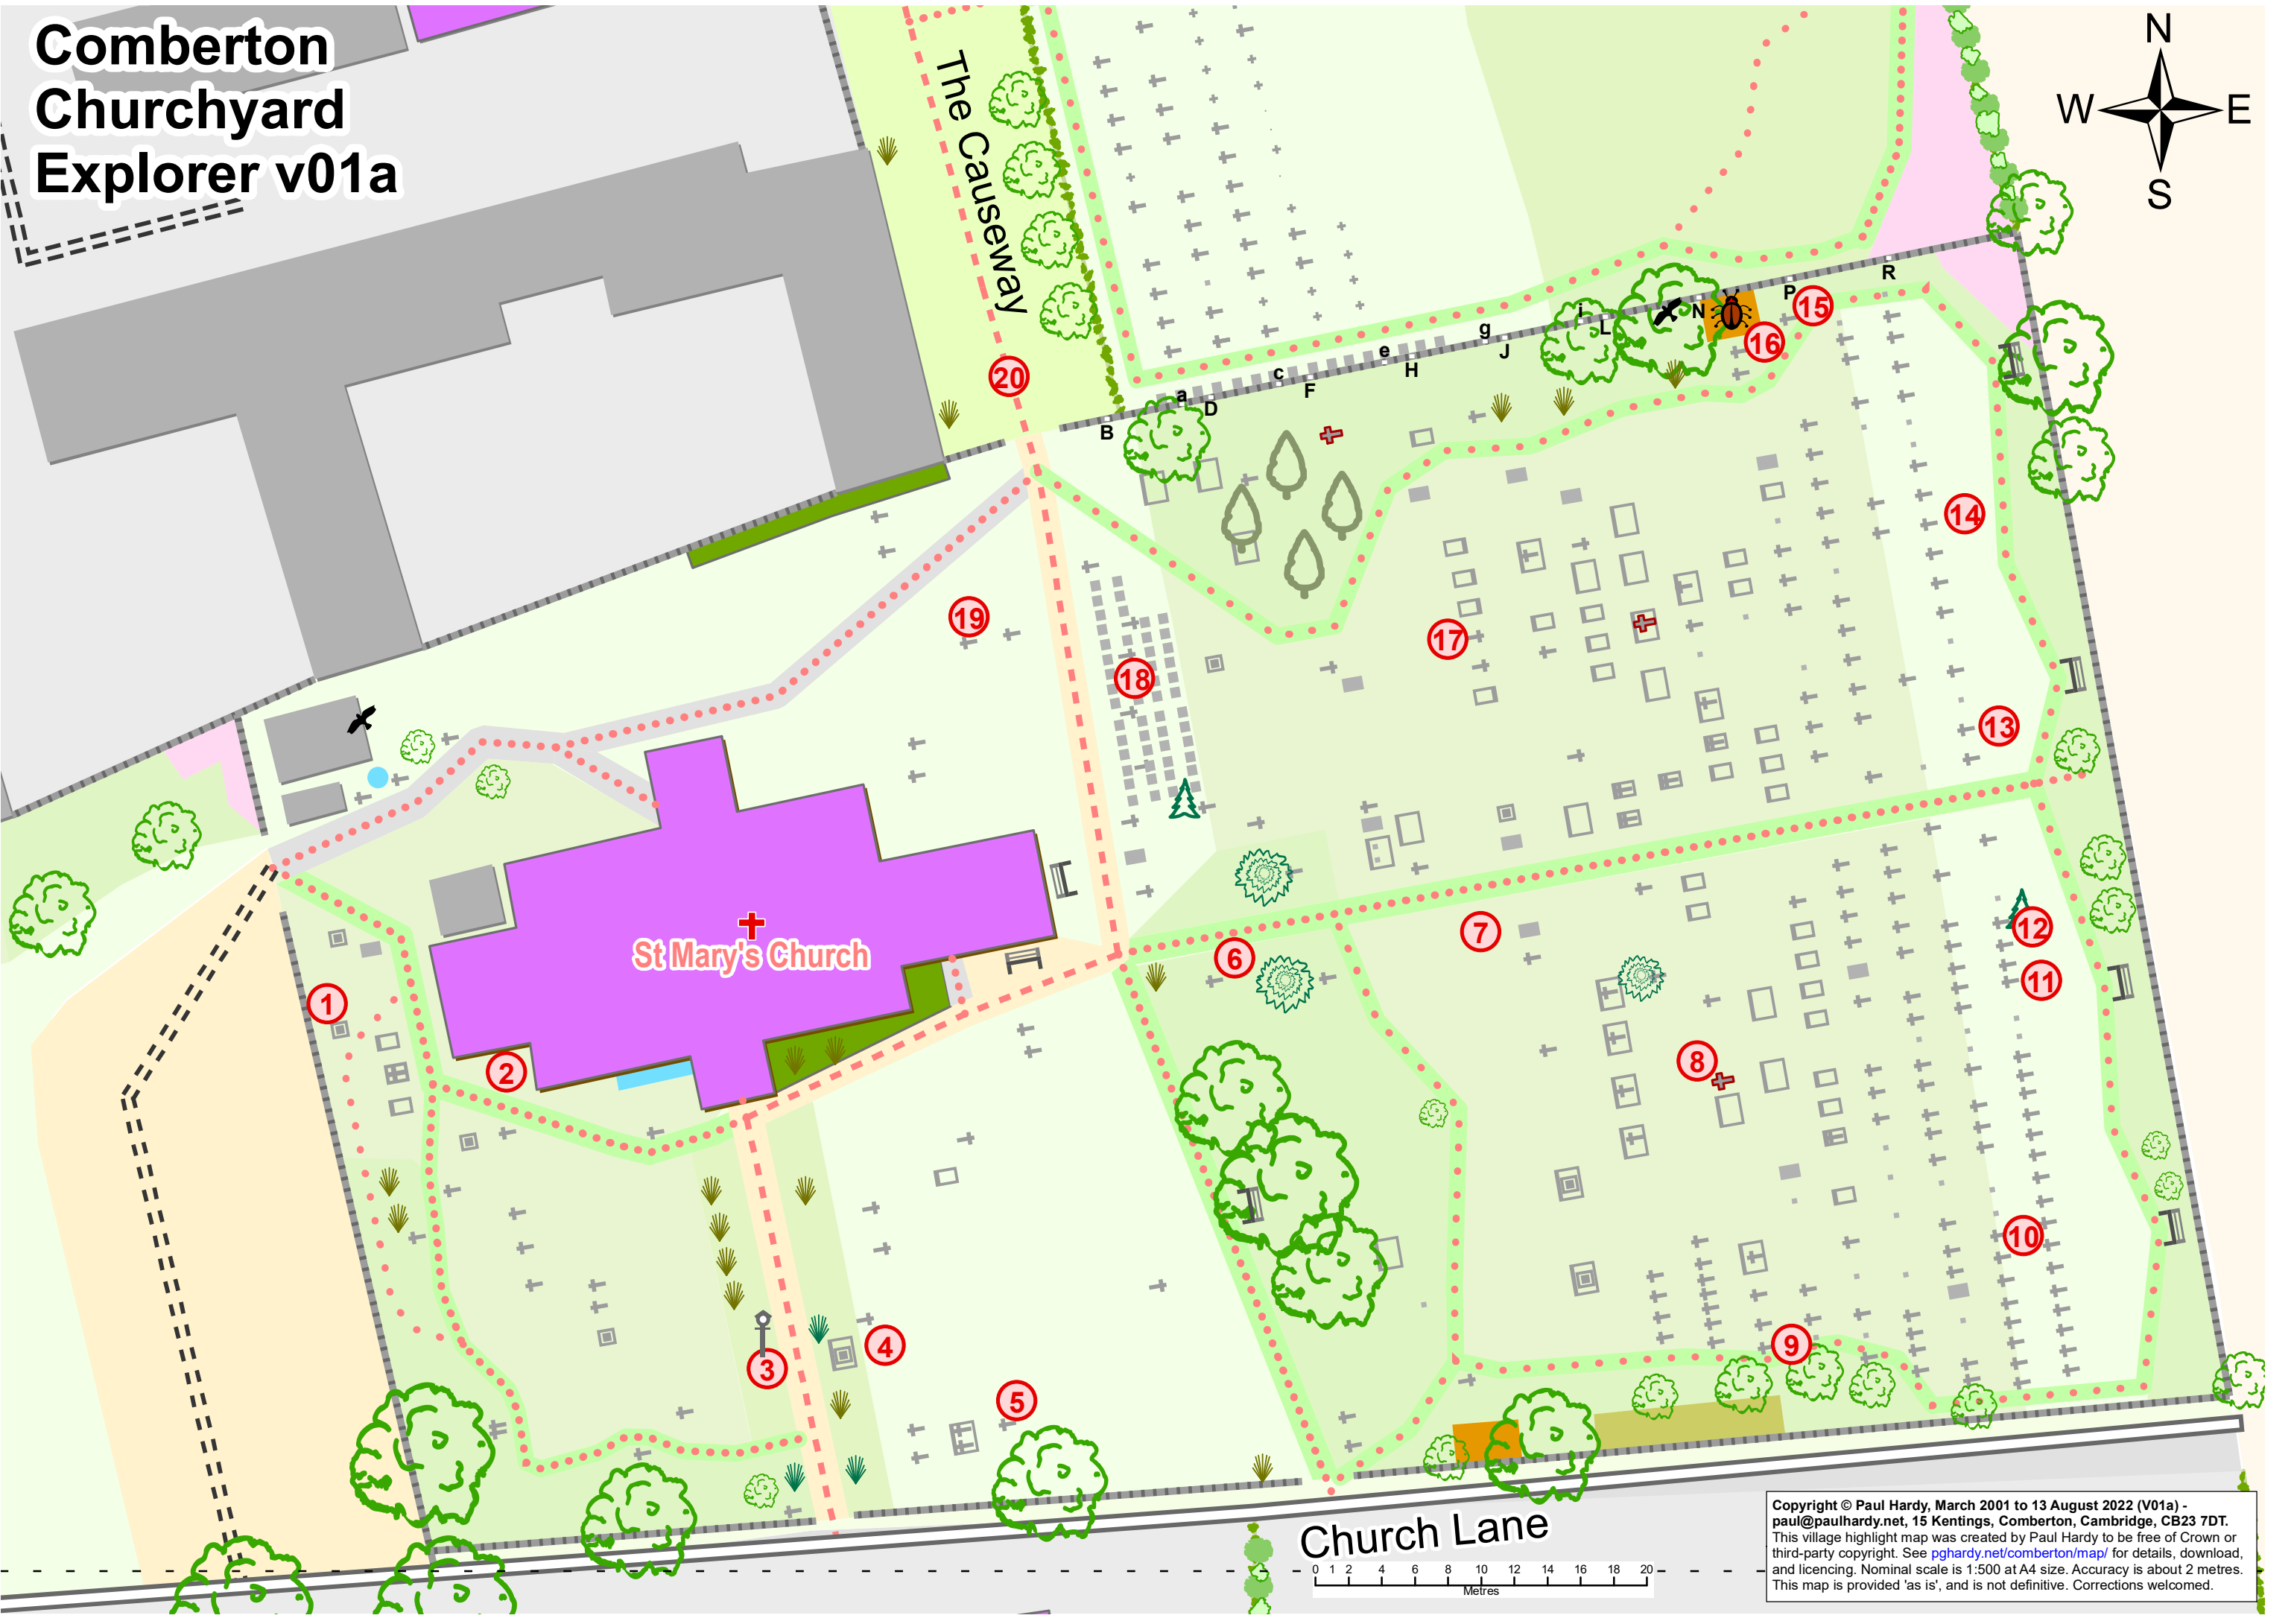 Comberton
Churchyard
Explorer v01a
N
W E
S
The Causeway
R
P
15
N
i
L
16
g
J
e
H
20
c
F
a
D
B
14
19
17
18
13
12
7
6
St Mary's Church
11
1
8
2
10
9
4
3
5
Church Lane
0 1 2 4 6 8 10 12 14 16 18 20
Metres
Copyright © Paul Hardy, March 2001 to 13 August 2022 (V01a) -
paul@paulhardy.net, 15 Kentings, Comberton, Cambridge, CB23 7DT.
This village highlight map was created by Paul Hardy to be free of Crown or
third-party copyright. See pghardy.net/comberton/map/ for details, download,
and licencing. Nominal scale is 1:500 at A4 size. Accuracy is about 2 metres.
This map is provided 'as is', and is not definitive. Corrections welcomed.